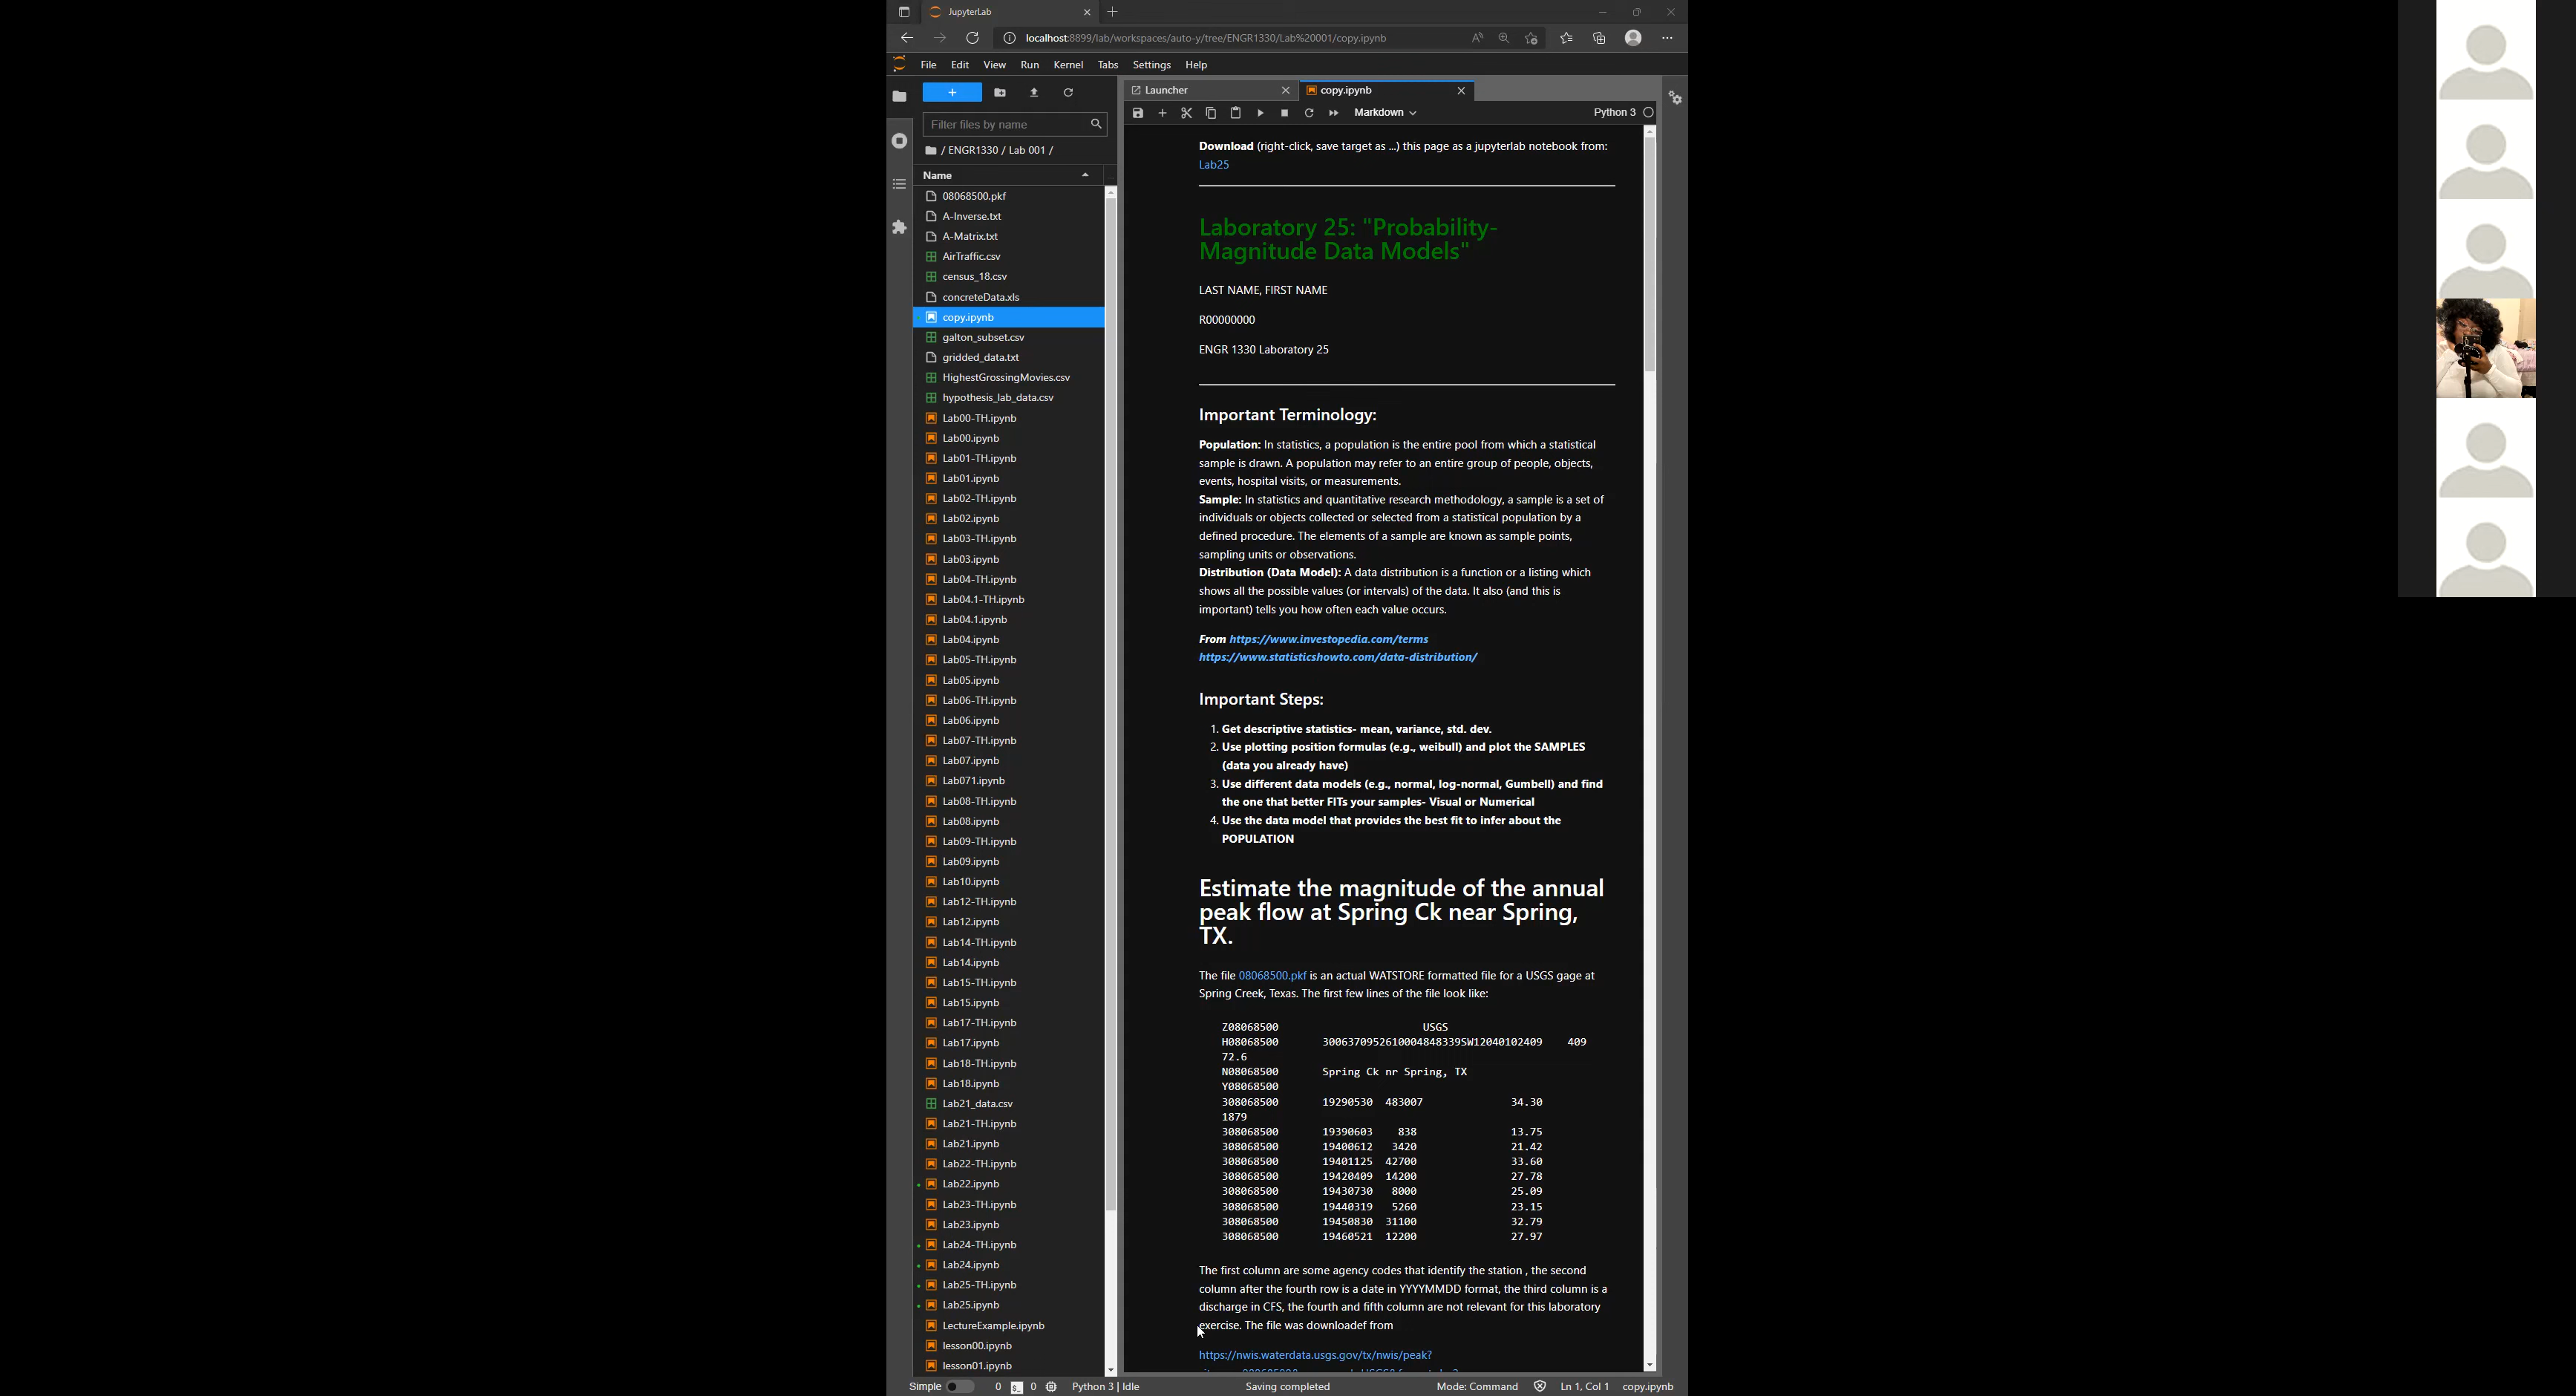 JupyterLab
localhost:8899/lab/workspaces/auto-y/tree/ENGR1330/Lab%20001/copy.ipynb
File Edit View Run Kernel Tabs Settings Help
Filter files by name
/ ENGR1330 / Lab 001 /
Name
08068500.pkf
A-Inverse.txt
A-Matrix.txt
AirTraffic.csv
census_18.csv
concreteData.xls
copy.ipynb
galton_subset.csv
gridded_data.txt
HighestGrossingMovies.csv
hypothesis_lab_data.csv
Lab00-TH.ipynb
Lab00.ipynb
Lab01-TH.ipynb
Lab01.ipynb
Lab02-TH.ipynb
Lab02.ipynb
Lab03-TH.ipynb
Lab03.ipynb
Lab04-TH.ipynb
Lab04.1-TH.ipynb
Lab04.1.ipynb
Lab04.ipynb
Lab05-TH.ipynb
Lab05.ipynb
Lab06-TH.ipynb
Lab06.ipynb
Lab07-TH.ipynb
Lab07.ipynb
Lab071.ipynb
Lab08-TH.ipynb
Lab08.ipynb
Lab09-TH.ipynb
Lab09.ipynb
Lab10.ipynb
Lab12-TH.ipynb
Lab12.ipynb
Lab14-TH.ipynb
Lab14.ipynb
Lab15-TH.ipynb
Lab15.ipynb
Lab17-TH.ipynb
Lab17.ipynb
Lab18-TH.ipynb
Lab18.ipynb
Lab21_data.csv
Lab21-TH.ipynb
Lab21.ipynb
Lab22-TH.ipynb
Lab22.ipynb
Lab23-TH.ipynb
Lab23.ipynb
Lab24-TH.ipynb
Lab24.ipynb
Lab25-TH.ipynb
Lab25.ipynb
LectureExample.ipynb
lesson00.ipynb
lesson01.ipynb
Launcher
copy.ipynb
Markdown
Python 3
Download (right-click, save target as ...) this page as a jupyterlab notebook from:
Lab25
Laboratory 25: "Probability-
Magnitude Data Models"
LAST NAME, FIRST NAME
R00000000
ENGR 1330 Laboratory 25
Important Terminology:
Population: In statistics, a population is the entire pool from which a statistical
sample is drawn. A population may refer to an entire group of people, objects,
events, hospital visits, or measurements.
Sample: In statistics and quantitative research methodology, a sample is a set of
individuals or objects collected or selected from a statistical population by a
defined procedure. The elements of a sample are known as sample points,
sampling units or observations.
Distribution (Data Model): A data distribution is a function or a listing which
shows all the possible values (or intervals) of the data. It also (and this is
important) tells you how often each value occurs.
From https://www.investopedia.com/terms
https://www.statisticshowto.com/data-distribution/
Important Steps:
1. Get descriptive statistics- mean, variance, std. dev.
2. Use plotting position formulas (e.g., weibull) and plot the SAMPLES
(data you already have)
3. Use different data models (e.g., normal, log-normal, Gumbell) and find
the one that better FITs your samples- Visual or Numerical
4. Use the data model that provides the best fit to infer about the
POPULATION
Estimate the magnitude of the annual
peak flow at Spring Ck near Spring,
TX.
The file 08068500.pkf is an actual WATSTORE formatted file for a USGS gage at
Spring Creek, Texas. The first few lines of the file look like:
Z08068500 USGS
H08068500 3006370952610004848339SW12040102409 409
72.6
N08068500 Spring Ck nr Spring, TX
Y08068500
308068500 19290530 483007 34.30
1879
308068500 19390603 838 13.75
308068500 19400612 3420 21.42
308068500 19401125 42700 33.60
308068500 19420409 14200 27.78
308068500 19430730 8000 25.09
308068500 19440319 5260 23.15
308068500 19450830 31100 32.79
308068500 19460521 12200 27.97
The first column are some agency codes that identify the station , the second
column after the fourth row is a date in YYYYMMDD format, the third column is a
discharge in CFS, the fourth and fifth column are not relevant for this laboratory
exercise. The file was downloadef from
https://nwis.waterdata.usgs.gov/tx/nwis/peak?
Simple 0 0 Python 3 | Idle Saving completed Mode: Command Ln 1, Col 1 copy.ipynb